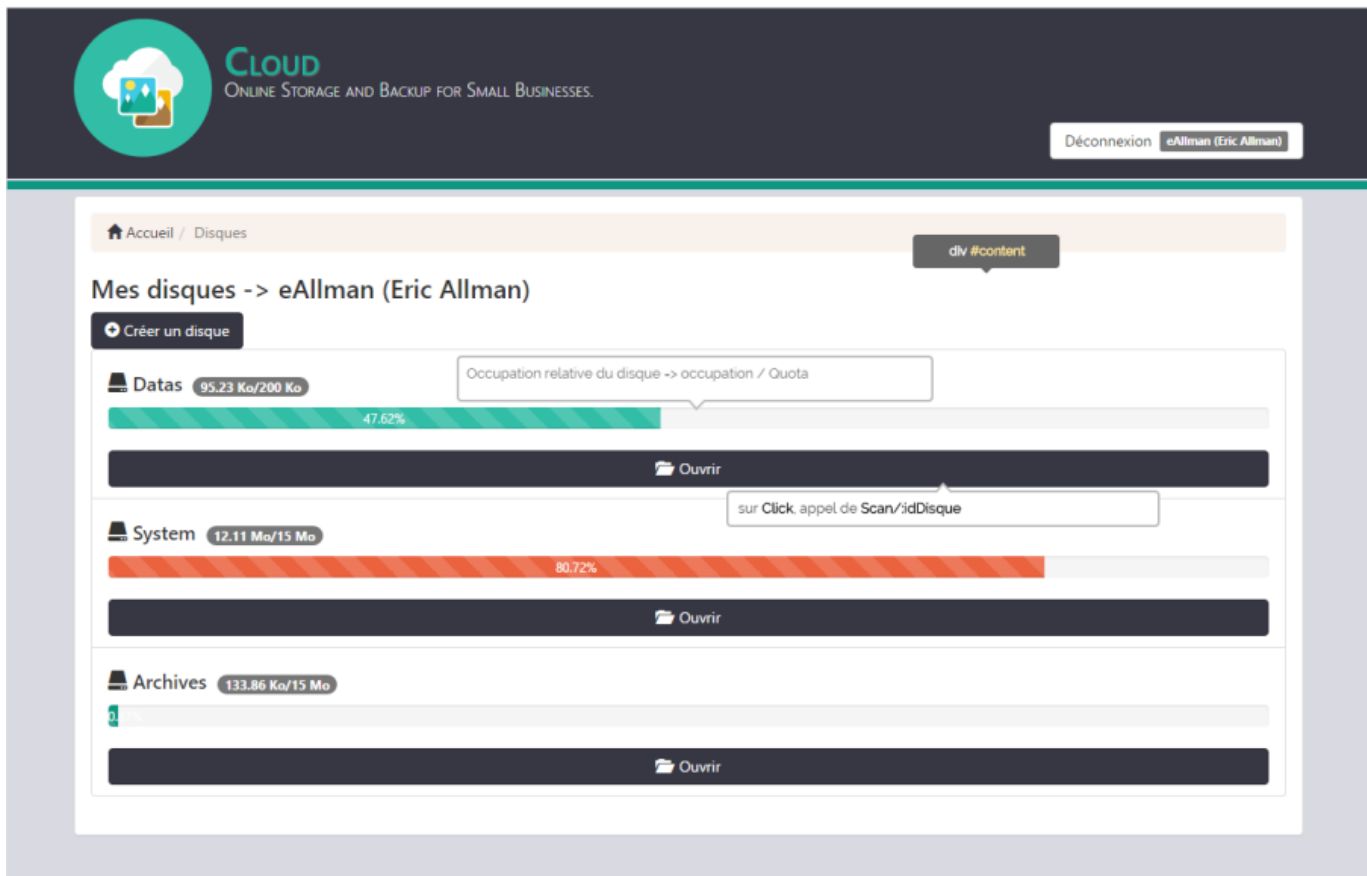 CLOUD
ONLINE STORAGE AND BACKUP FOR SMALL BUSINESSES.
Déconnexion eAllman (Eric Allman)
Accueil / Disques
div #content
Mes disques -> eAllman (Eric Allman)
Créer un disque
Datas 95.23 Ko/200 Ko
Occupation relative du disque -> occupation / Quota
47.62%
Ouvrir
sur Click, appel de Scan/:idDisque
System 12.11 Mo/15 Mo
80.72%
Ouvrir
Archives 133.86 Ko/15 Mo
Ouvrir